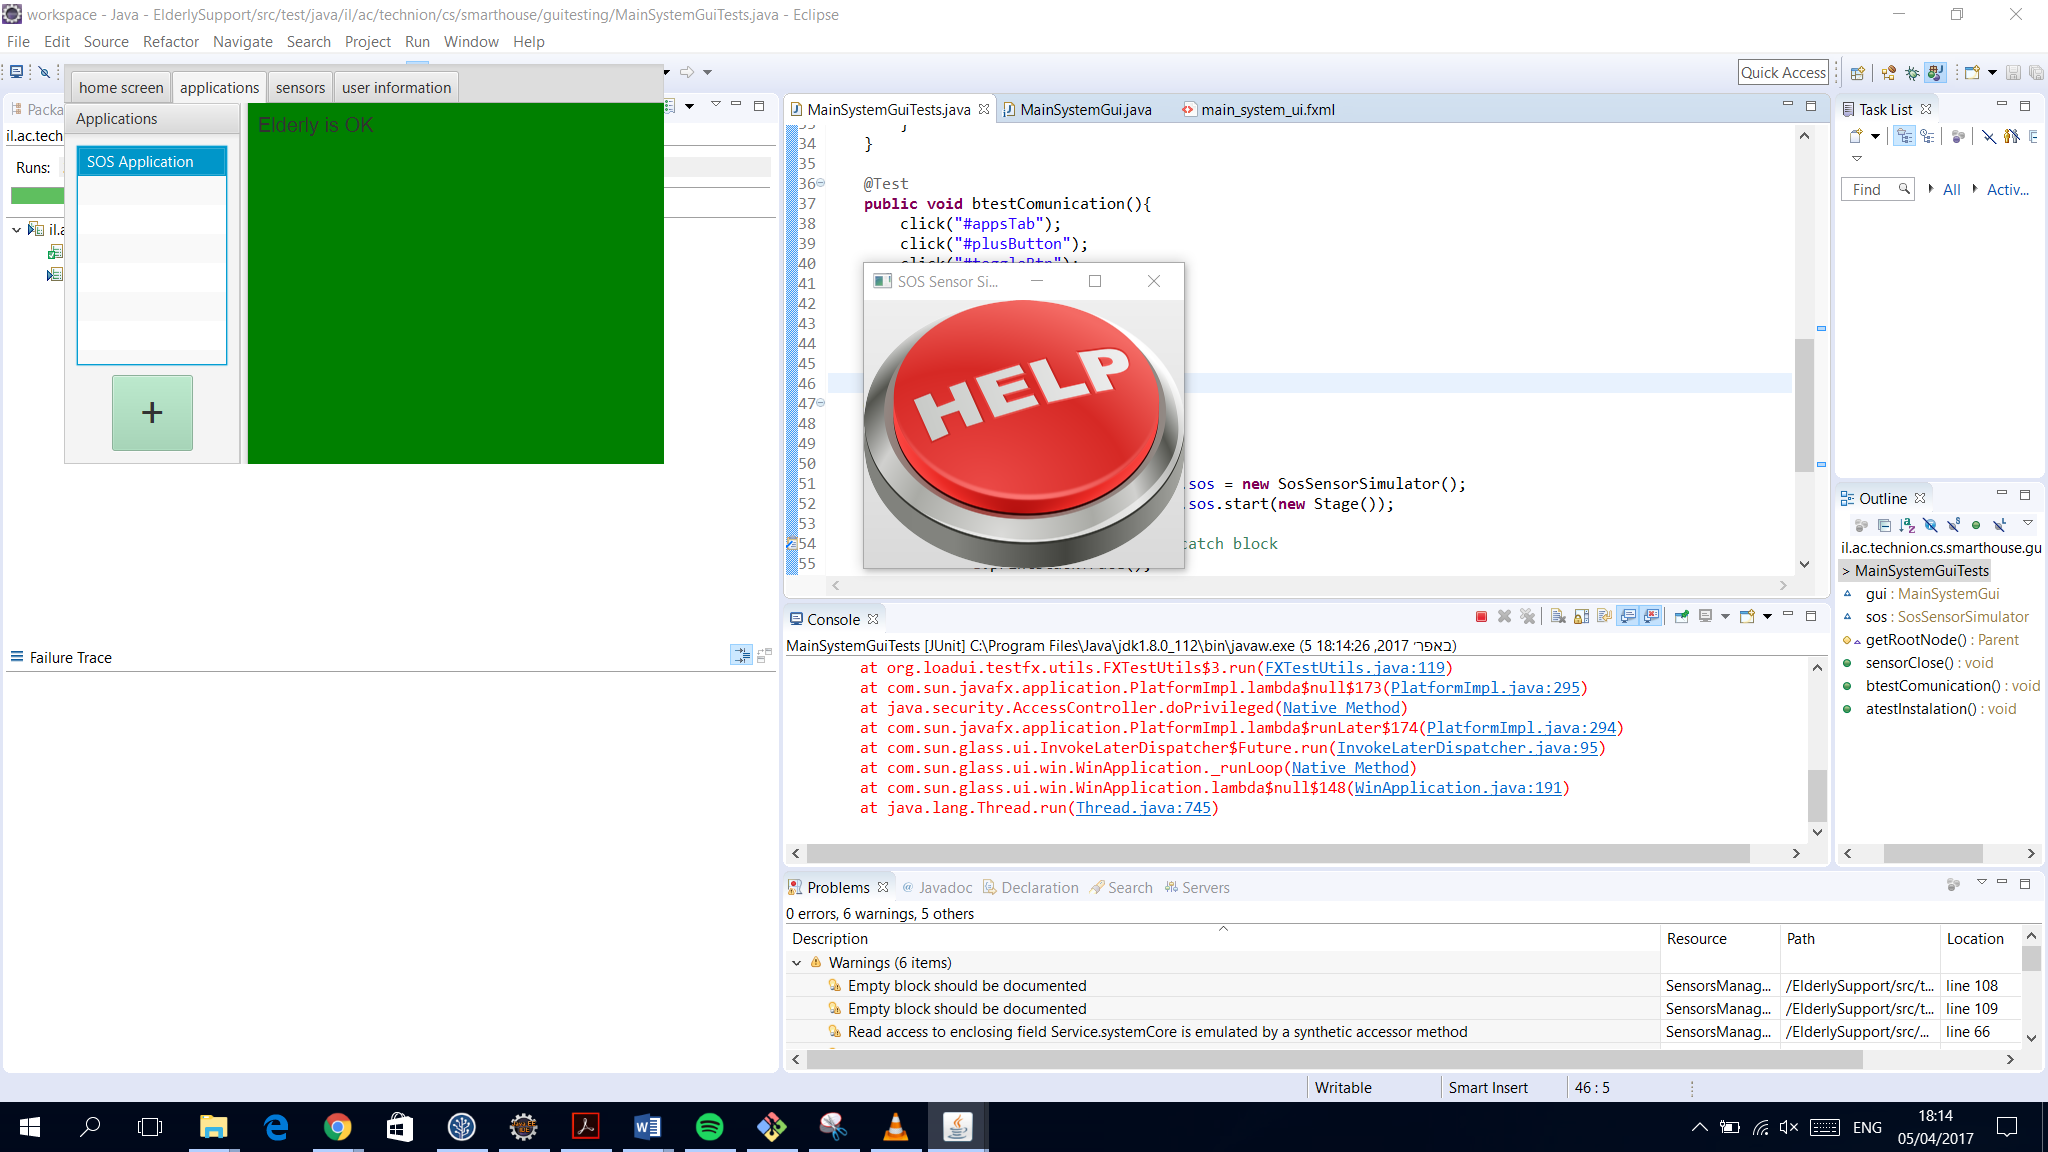 workspace - Java - ElderlySupport/src/test/java/il/ac/technion/cs/smarthouse/guitesting/MainSystemGuiTests.java - Eclipse
File Edit Source Refactor Navigate Search Project Run Window Help
Quick Access
home screen applications sensors user information
Applications
SOS Application
+
Elderly is OK
Packa
il.ac.tech
Runs:
il.a
Failure Trace
MainSystemGuiTests.java MainSystemGui.java main_system_ui.fxml
34 }
35
36 @Test
37 public void btestComunication(){
38 click("#appsTab");
39 click("#plusButton");
40
41
42
43
44
45
46
47
48
49
50
51 .sos = new SosSensorSimulator();
52 .sos.start(new Stage());
53
54 catch block
55
SOS Sensor Si...
HELP
Console
MainSystemGuiTests [JUnit] C:\Program Files\Java\jdk1.8.0_112\bin\javaw.exe (5 באפר׳ 2017, 18:14:26)
at org.loadui.testfx.utils.FXTestUtils$3.run(FXTestUtils.java:119)
at com.sun.javafx.application.PlatformImpl.lambda$null$173(PlatformImpl.java:295)
at java.security.AccessController.doPrivileged(Native Method)
at com.sun.javafx.application.PlatformImpl.lambda$runLater$174(PlatformImpl.java:294)
at com.sun.glass.ui.InvokeLaterDispatcher$Future.run(InvokeLaterDispatcher.java:95)
at com.sun.glass.ui.win.WinApplication._runLoop(Native Method)
at com.sun.glass.ui.win.WinApplication.lambda$null$148(WinApplication.java:191)
at java.lang.Thread.run(Thread.java:745)
Problems Javadoc Declaration Search Servers
0 errors, 6 warnings, 5 others
Description Resource Path Location
Warnings (6 items)
Empty block should be documented SensorsManag... /ElderlySupport/src/t... line 108
Empty block should be documented SensorsManag... /ElderlySupport/src/t... line 109
Read access to enclosing field Service.systemCore is emulated by a synthetic accessor method SensorsManag... /ElderlySupport/src/... line 66
Task List
Find All Activ...
Outline
il.ac.technion.cs.smarthouse.gu
> MainSystemGuiTests
gui : MainSystemGui
sos : SosSensorSimulator
getRootNode() : Parent
sensorClose() : void
btestComunication() : void
atestInstalation() : void
Writable Smart Insert 46 : 5
ENG
18:14
05/04/2017